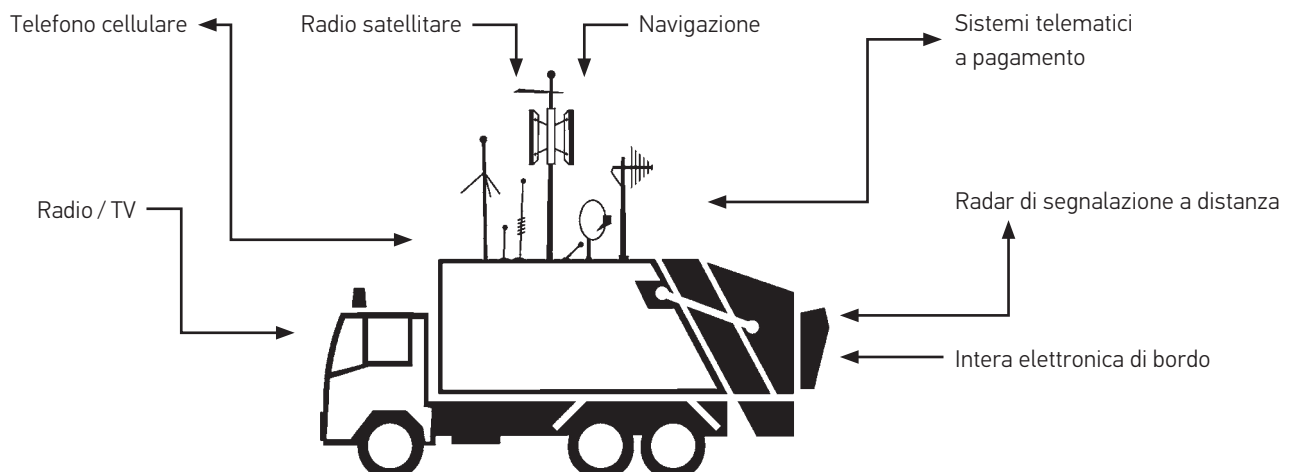 Telefono cellulare
Radio satellitare
Navigazione
Sistemi telematici
a pagamento
Radio / TV
Radar di segnalazione a distanza
Intera elettronica di bordo